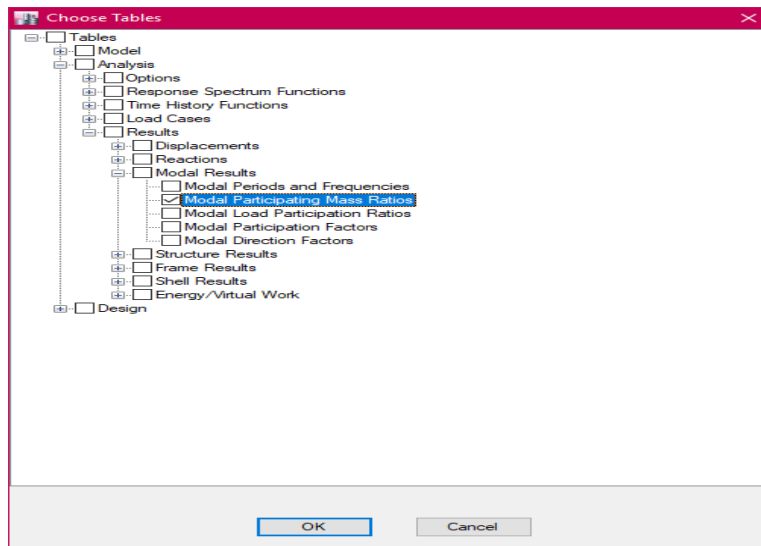 Choose Tables
Tables
Model
Analysis
Options
Response Spectrum Functions
Time History Functions
Load Cases
Results
Displacements
Reactions
Modal Results
Modal Periods and Frequencies
Modal Participating Mass Ratios
Modal Load Participation Ratios
Modal Participation Factors
Modal Direction Factors
Structure Results
Frame Results
Shell Results
Energy/Virtual Work
Design
OK Cancel